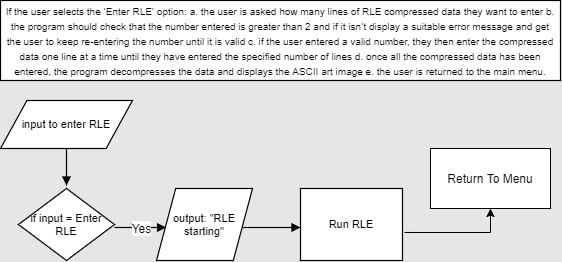 If the user selects the 'Enter RLE' option: a. the user is asked how many lines of RLE compressed data they want to enter b.
the program should check that the number entered is greater than 2 and if it isn't display a suitable error message and get
the user to keep re-entering the number until it is valid c. if the user entered a valid number, they then enter the compressed
data one line at a time until they have entered the specified number of lines d. once all the compressed data has been
entered, the program decompresses the data and displays the ASCII art image e. the user is returned to the main menu.
input to enter RLE
if input = Enter
RLE
Yes
output: "RLE
starting"
Run RLE
Return To Menu